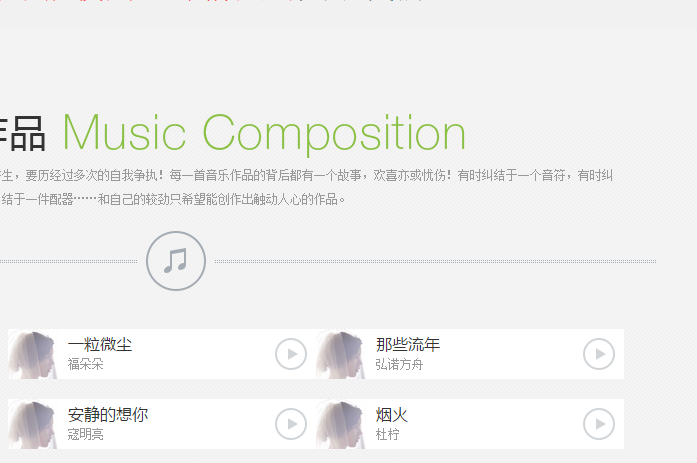 作品 Music Composition
生，要历经过多次的自我争执！每一首音乐作品的背后都有一个故事，欢喜亦或忧伤！有时纠结于一个音符，有时纠
结于一件配器……和自己的较劲只希望能创作出触动人心的作品。
一粒微尘
福朵朵
那些流年
弘诺方舟
安静的想你
寇明亮
烟火
杜柠